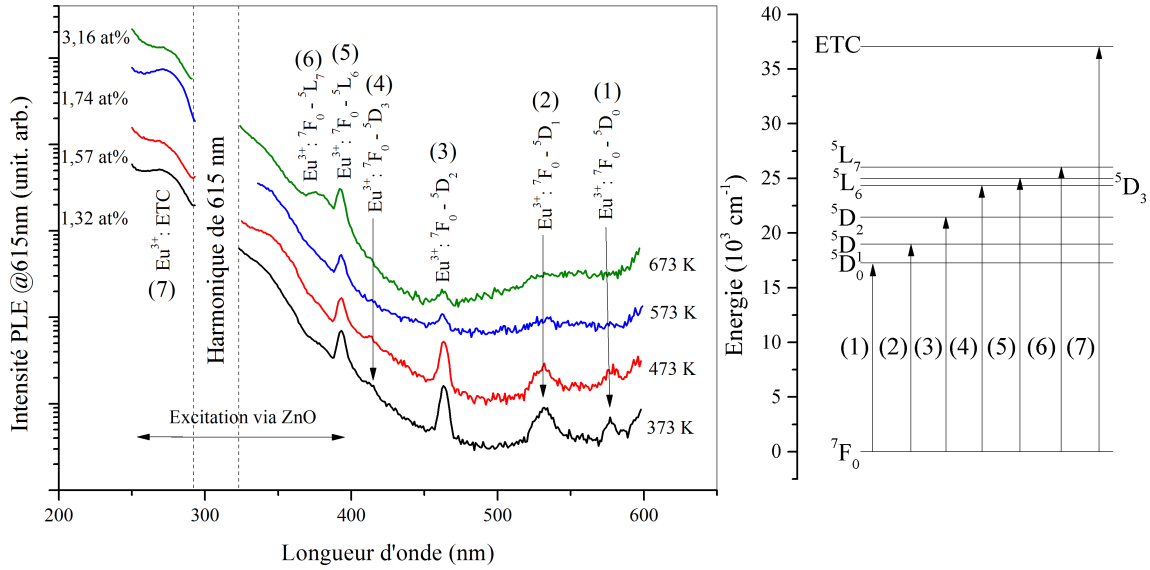 Intensité PLE @615nm (unit. arb.)
3,16 at%
1,74 at%
1,57 at%
1,32 at%
Eu³⁺: ETC
(7)
Harmonique de 615 nm
(6)
Eu³⁺: ⁷F₀ - ⁵L₇
(5)
Eu³⁺: ⁷F₀ - ⁵L₆
(4)
Eu³⁺: ⁷F₀ - ⁵D₃
(3)
Eu³⁺: ⁷F₀ - ⁵D₂
(2)
Eu³⁺: ⁷F₀ - ⁵D₁
(1)
Eu³⁺: ⁷F₀ - ⁵D₀
673 K
573 K
473 K
373 K
Excitation via ZnO
200 300 400 500 600
Longueur d'onde (nm)
Energie (10³ cm⁻¹)
40
35
30
25
20
15
10
5
0
ETC
⁵L₇
⁵L₆
⁵D₃
⁵D₂
⁵D₁
⁵D₀
(1) (2) (3) (4) (5) (6) (7)
⁷F₀